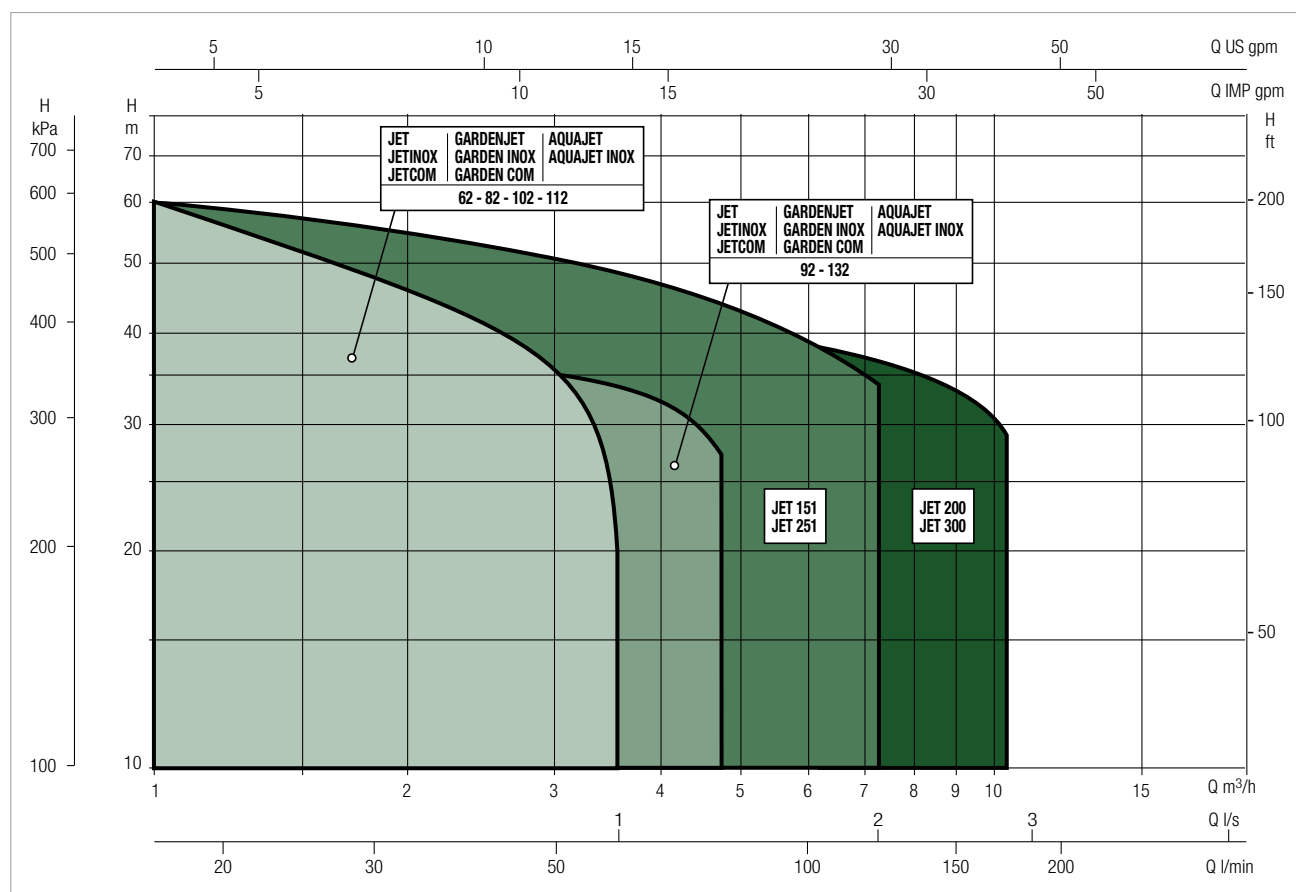 5 10 15 30 50 Q US gpm
5 10 15 30 50 Q IMP gpm
H
kPa
700
600
500
400
300
200
100
H
m
70
60
50
40
30
20
10
JET GARDENJET AQUAJET
JETINOX GARDEN INOX AQUAJET INOX
JETCOM GARDEN COM
62 - 82 - 102 - 112
JET GARDENJET AQUAJET
JETINOX GARDEN INOX AQUAJET INOX
JETCOM GARDEN COM
92 - 132
JET 151
JET 251
JET 200
JET 300
H
ft
200
150
100
50
1 2 3 4 5 6 7 8 9 10 15 Q m³/h
1 2 3 Q l/s
20 30 50 100 150 200 Q l/min